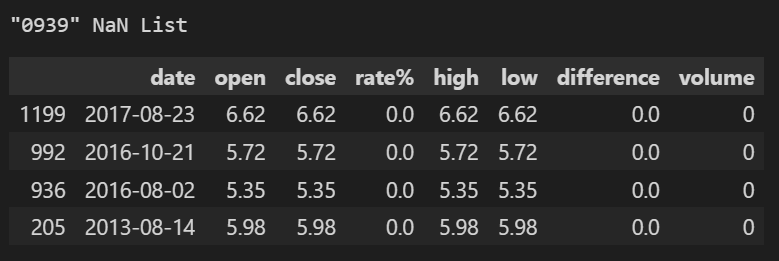 "0939" NaN List
date open close rate% high low difference volume
1199 2017-08-23 6.62 6.62 0.0 6.62 6.62 0.0 0
992 2016-10-21 5.72 5.72 0.0 5.72 5.72 0.0 0
936 2016-08-02 5.35 5.35 0.0 5.35 5.35 0.0 0
205 2013-08-14 5.98 5.98 0.0 5.98 5.98 0.0 0